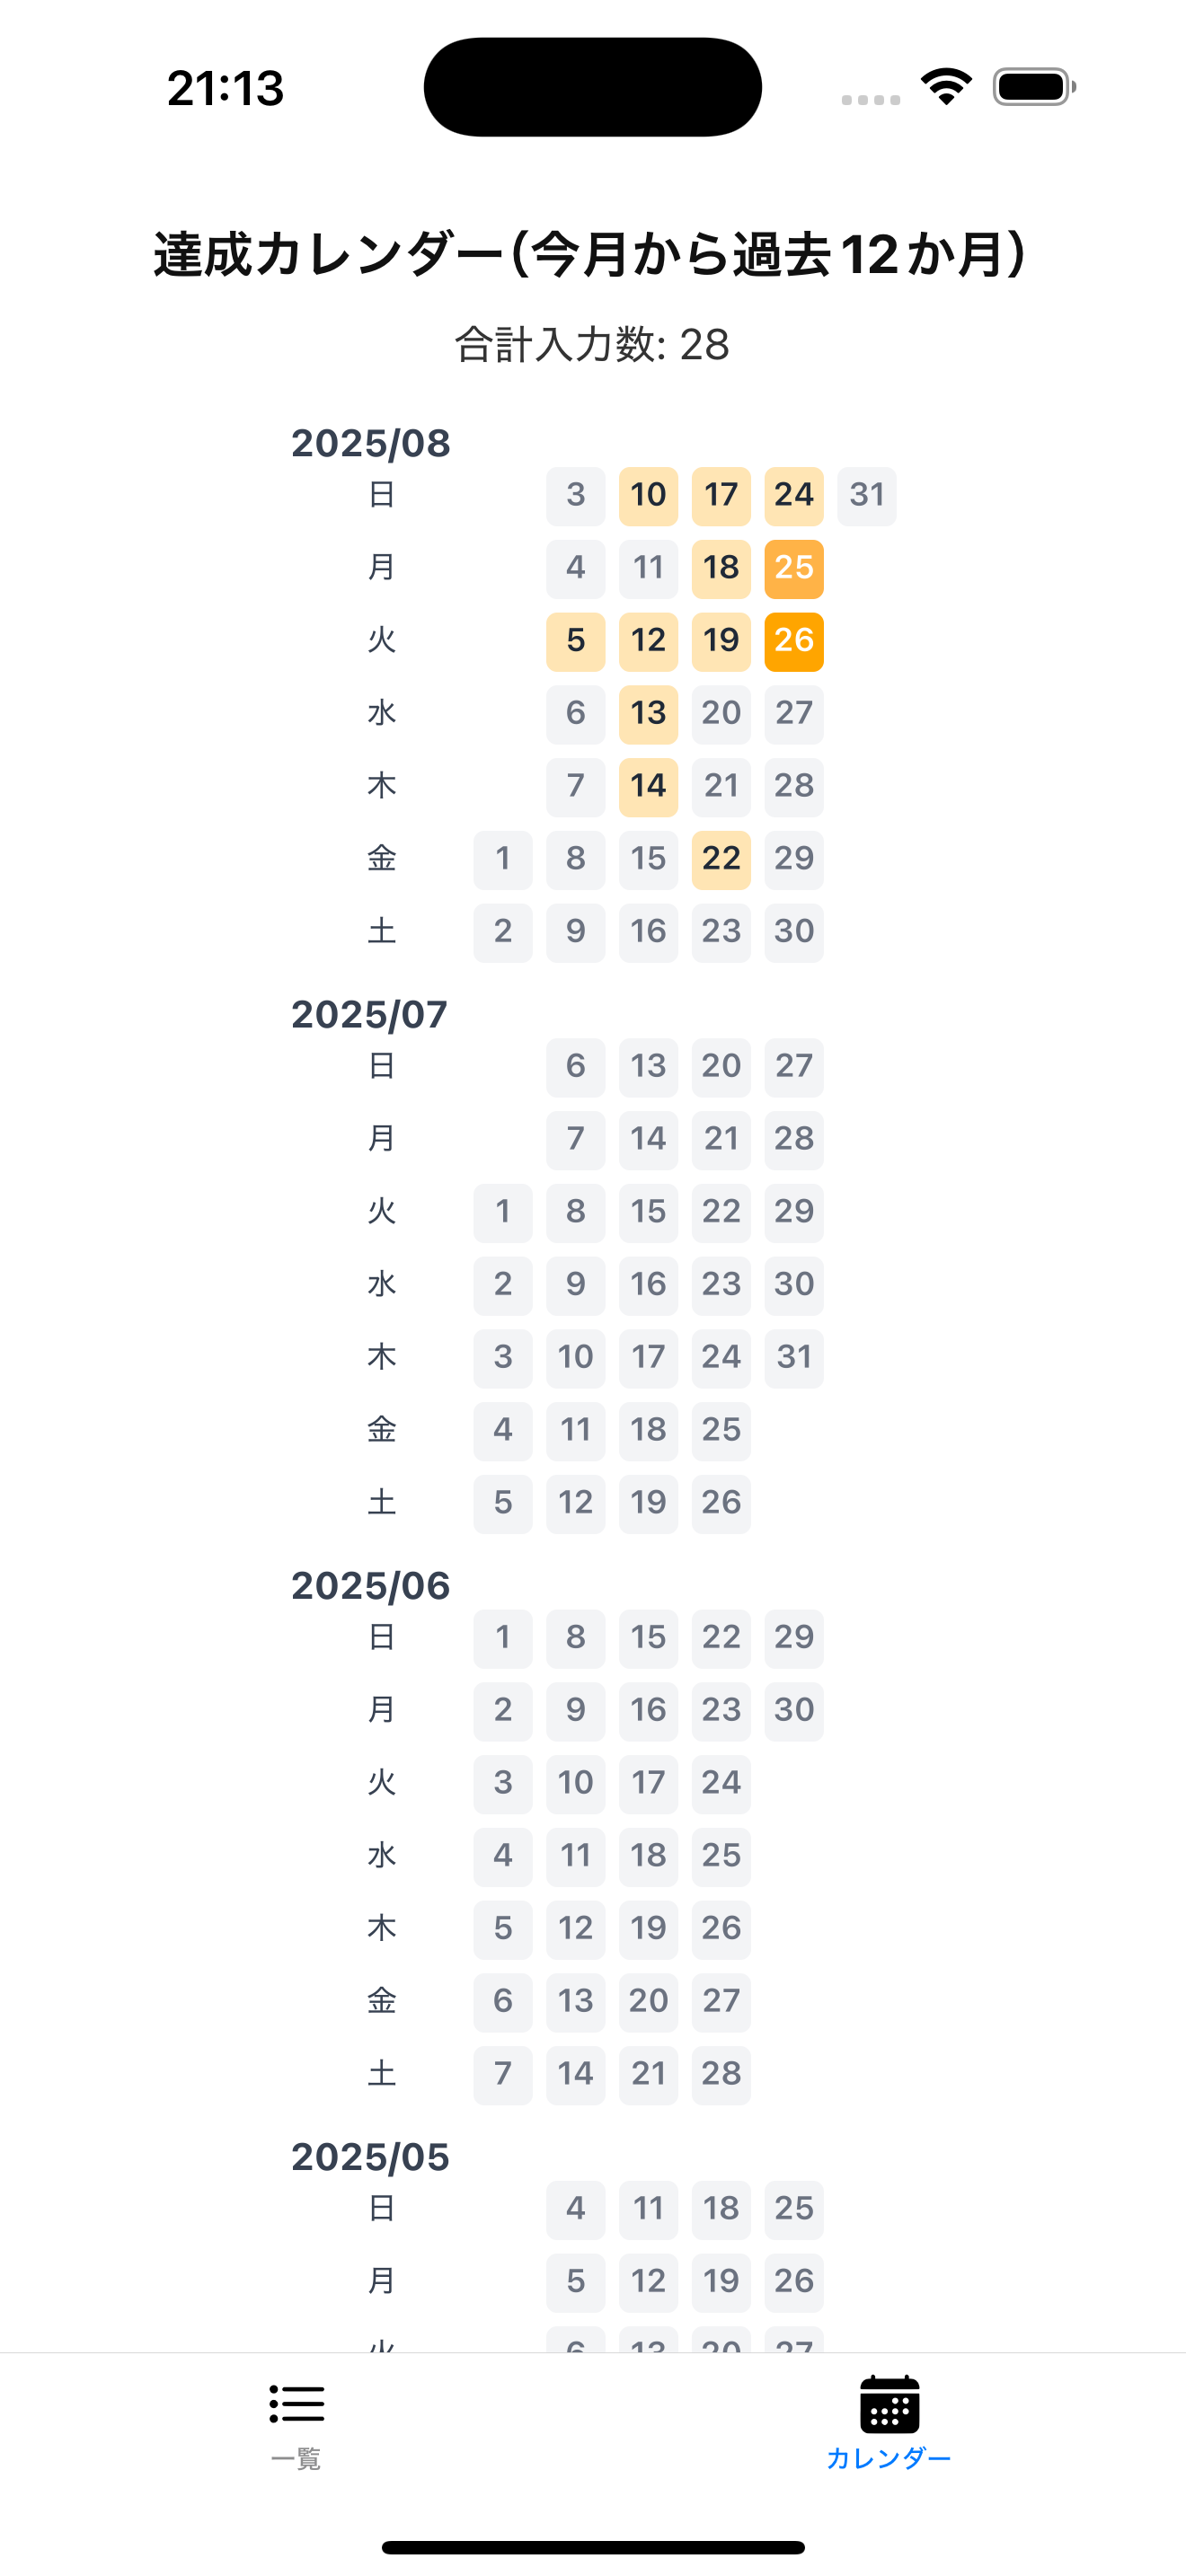 21:13
達成カレンダー(今月から過去12か月)
合計入力数: 28
2025/08
日 3 10 17 24 31
月 4 11 18 25
火 5 12 19 26
水 6 13 20 27
木 7 14 21 28
金 1 8 15 22 29
土 2 9 16 23 30
2025/07
日 6 13 20 27
月 7 14 21 28
火 1 8 15 22 29
水 2 9 16 23 30
木 3 10 17 24 31
金 4 11 18 25
土 5 12 19 26
2025/06
日 1 8 15 22 29
月 2 9 16 23 30
火 3 10 17 24
水 4 11 18 25
木 5 12 19 26
金 6 13 20 27
土 7 14 21 28
2025/05
日 4 11 18 25
月 5 12 19 26
火 6 13 20 27
一覧 カレンダー